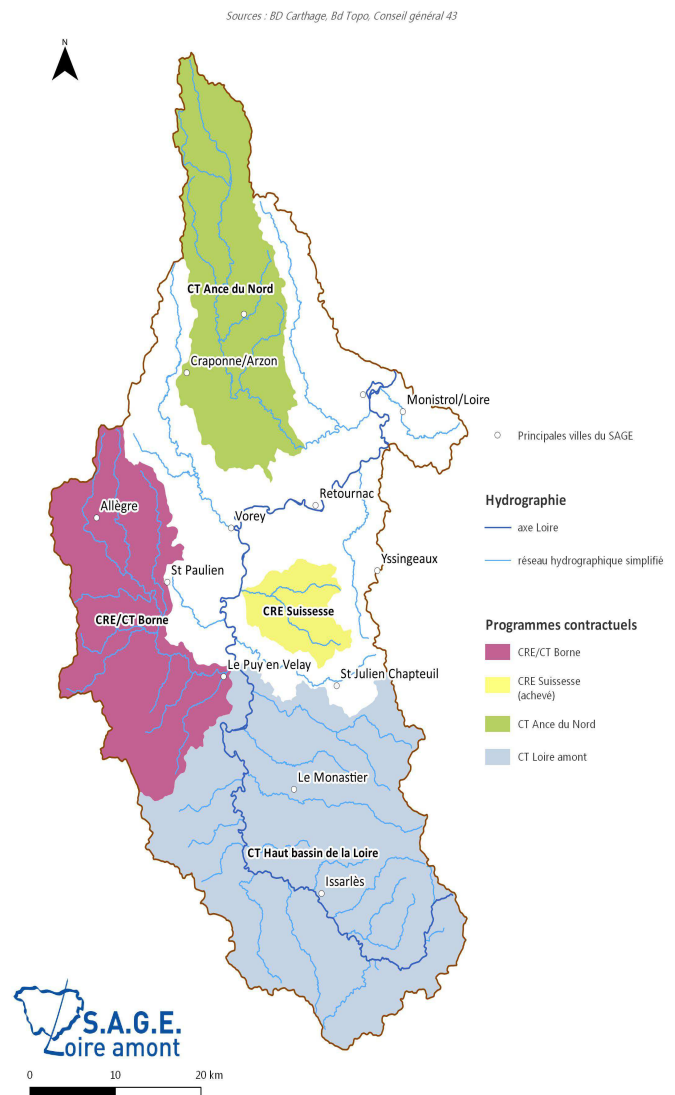 Sources : BD Carthage, Bd Topo, Conseil général 43
N
CT Ance du Nord
Craponne/Arzon
Monistrol/Loire
Principales villes du SAGE
Retournac
Hydrographie
Allègre
Vorey
axe Loire
Yssingeaux
réseau hydrographique simplifié
St Paulien
CRE Suissesse
CRE/CT Borne
Programmes contractuels
CRE/CT Borne
Le Puy en Velay
St Julien Chapteuil
CRE Suissesse
(achevé)
CT Ance du Nord
CT Loire amont
Le Monastier
CT Haut bassin de la Loire
Issarlès
S.A.G.E.
Loire amont
0 10 20 km